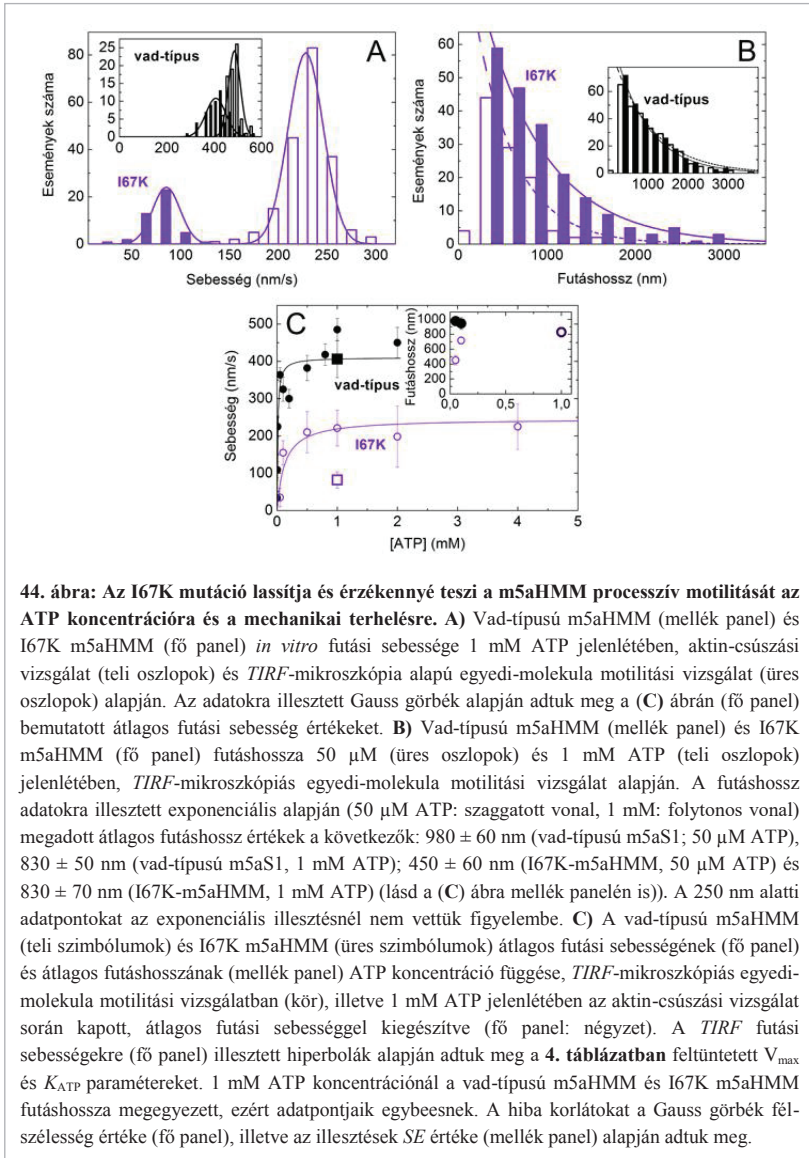 A
vad-típus
25
20
15
10
5
0
0 200 400 600
80
60
40
20
0
Események száma
I67K
50 100 150 200 250 300
Sebesség (nm/s)
B
I67K
vad-típus
60
40
20
0
1000 2000 3000
60
50
40
30
20
10
0
Események száma
0 1000 2000 3000
Futáshossz (nm)
C
500
400
300
200
100
0
Sebesség (nm/s)
vad-típus
I67K
1000
800
600
400
200
0
Futáshossz (nm)
0,0 0,5 1,0
0 1 2 3 4 5
[ATP] (mM)
44. ábra: Az I67K mutáció lassítja és érzékennyé teszi a m5aHMM processzív motilitását az
ATP koncentrációra és a mechanikai terhelésre. A) Vad-típusú m5aHMM (mellék panel) és
I67K m5aHMM (fő panel) in vitro futási sebessége 1 mM ATP jelenlétében, aktin-csúszási
vizsgálat (teli oszlopok) és TIRF-mikroszkópia alapú egyedi-molekula motilitási vizsgálat (üres
oszlopok) alapján. Az adatokra illesztett Gauss görbék alapján adtuk meg a (C) ábrán (fő panel)
bemutatott átlagos futási sebesség értékeket. B) Vad-típusú m5aHMM (mellék panel) és I67K
m5aHMM (fő panel) futáshossza 50 µM (üres oszlopok) és 1 mM ATP (teli oszlopok)
jelenlétében, TIRF-mikroszkópiás egyedi-molekula motilitási vizsgálat alapján. A futáshossz
adatokra illesztett exponenciális alapján (50 µM ATP: szaggatott vonal, 1 mM: folytonos vonal)
megadott átlagos futáshossz értékek a következők: 980 ± 60 nm (vad-típusú m5aS1; 50 µM ATP),
830 ± 50 nm (vad-típusú m5aS1, 1 mM ATP); 450 ± 60 nm (I67K-m5aHMM, 50 µM ATP) és
830 ± 70 nm (I67K-m5aHMM, 1 mM ATP) (lásd a (C) ábra mellék panelén is)). A 250 nm alatti
adatpontokat az exponenciális illesztésnél nem vettük figyelembe. C) A vad-típusú m5aHMM
(teli szimbólumok) és I67K m5aHMM (üres szimbólumok) átlagos futási sebességének (fő panel)
és átlagos futáshosszának (mellék panel) ATP koncentráció függése, TIRF-mikroszkópiás egyedi-
molekula motilitási vizsgálatban (kör), illetve 1 mM ATP jelenlétében az aktin-csúszási vizsgálat
során kapott, átlagos futási sebességgel kiegészítve (fő panel: négyzet). A TIRF futási
sebességekre (fő panel) illesztett hiperbolák alapján adtuk meg a 4. táblázatban feltüntetett Vmax
és KATP paramétereket. 1 mM ATP koncentrációnál a vad-típusú m5aHMM és I67K m5aHMM
futáshossza megegyezett, ezért adatpontjaik egybeesnek. A hiba korlátokat a Gauss görbék fél-
szélesség értéke (fő panel), illetve az illesztések SE értéke (mellék panel) alapján adtuk meg.